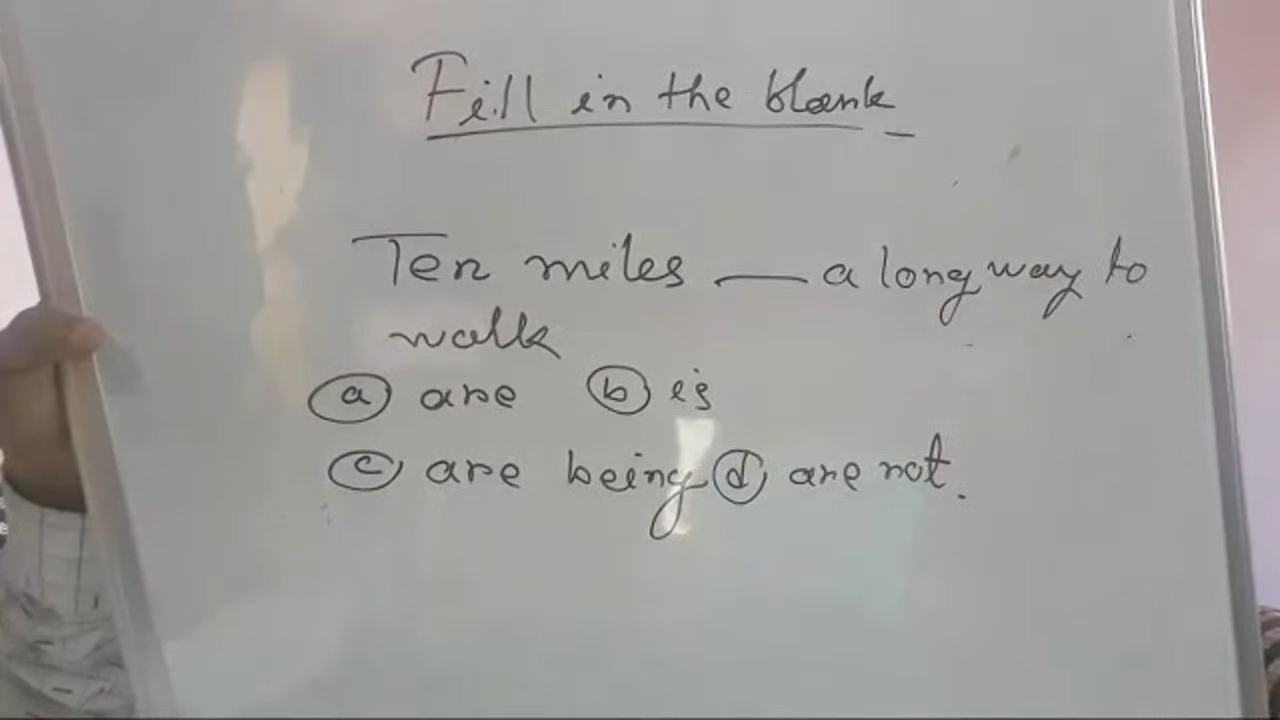 Fill in the blank
Ten miles — a long way to
walk
(a) are (b) is
(c) are being (d) are not.